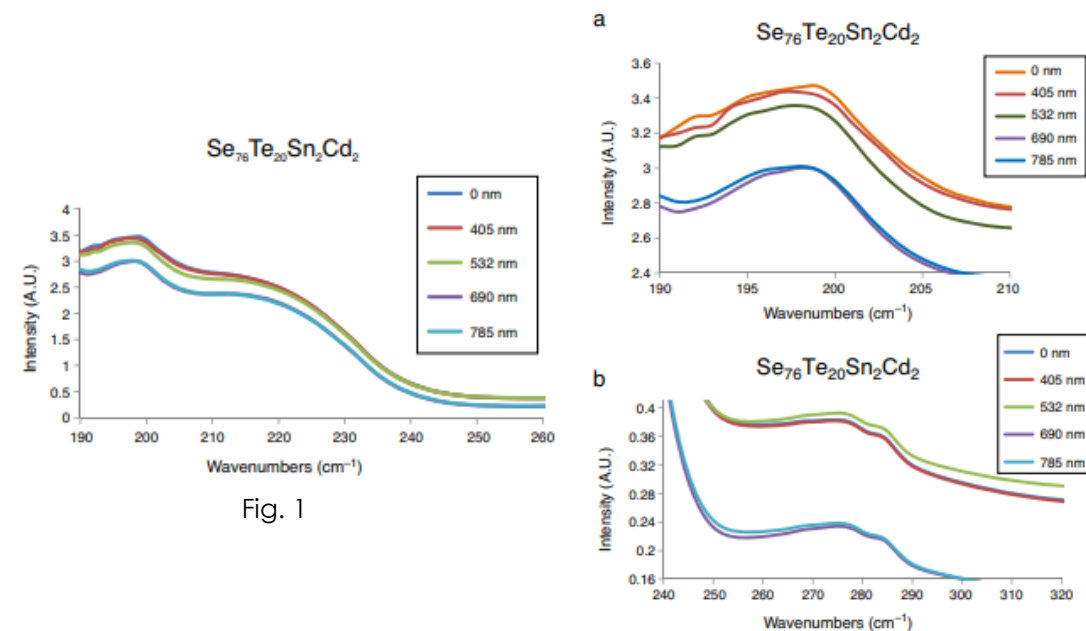 Se₇₆Te₂₀Sn₂Cd₂
4
3.5
3
2.5
2
1.5
1
0.5
0
Intensity (A.U.)
190 200 210 220 230 240 250 260
Wavenumbers (cm⁻¹)
0 nm
405 nm
532 nm
690 nm
785 nm
Fig. 1
a
Se₇₆Te₂₀Sn₂Cd₂
3.6
3.4
3.2
3
2.8
2.6
2.4
Intensity (A.U.)
190 195 200 205 210
Wavenumbers (cm⁻¹)
0 nm
405 nm
532 nm
690 nm
785 nm
b
Se₇₆Te₂₀Sn₂Cd₂
0.4
0.36
0.32
0.28
0.24
0.2
0.16
Intensity (A.U.)
240 250 260 270 280 290 300 310 320
Wavenumbers (cm⁻¹)
0 nm
405 nm
532 nm
690 nm
785 nm